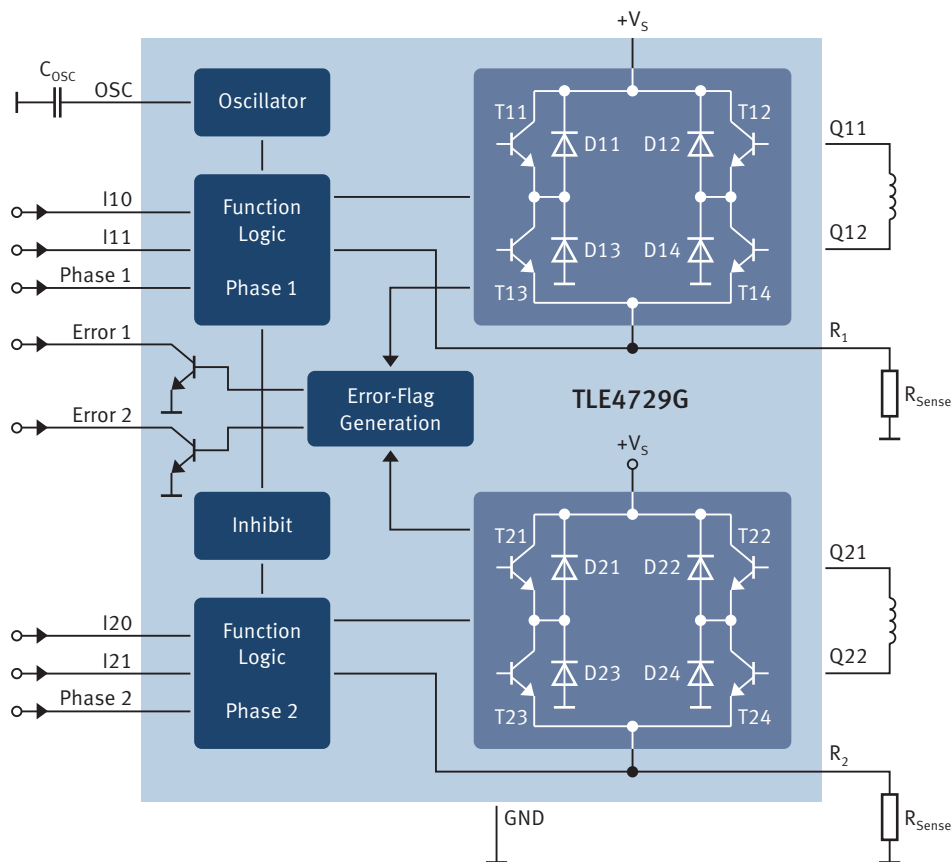 +VS
COSC
OSC
Oscillator
T11
T12
D11
D12
Q11
I10
Function
Logic
I11
Q12
D13
D14
Phase 1
Phase 1
T13
T14
Error 1
R1
Error-Flag
Generation
TLE4729G
RSense
Error 2
+VS
Inhibit
T21
T22
D21
D22
Q21
I20
Function
Logic
I21
Q22
D23
D24
Phase 2
Phase 2
T23
T24
R2
GND
RSense